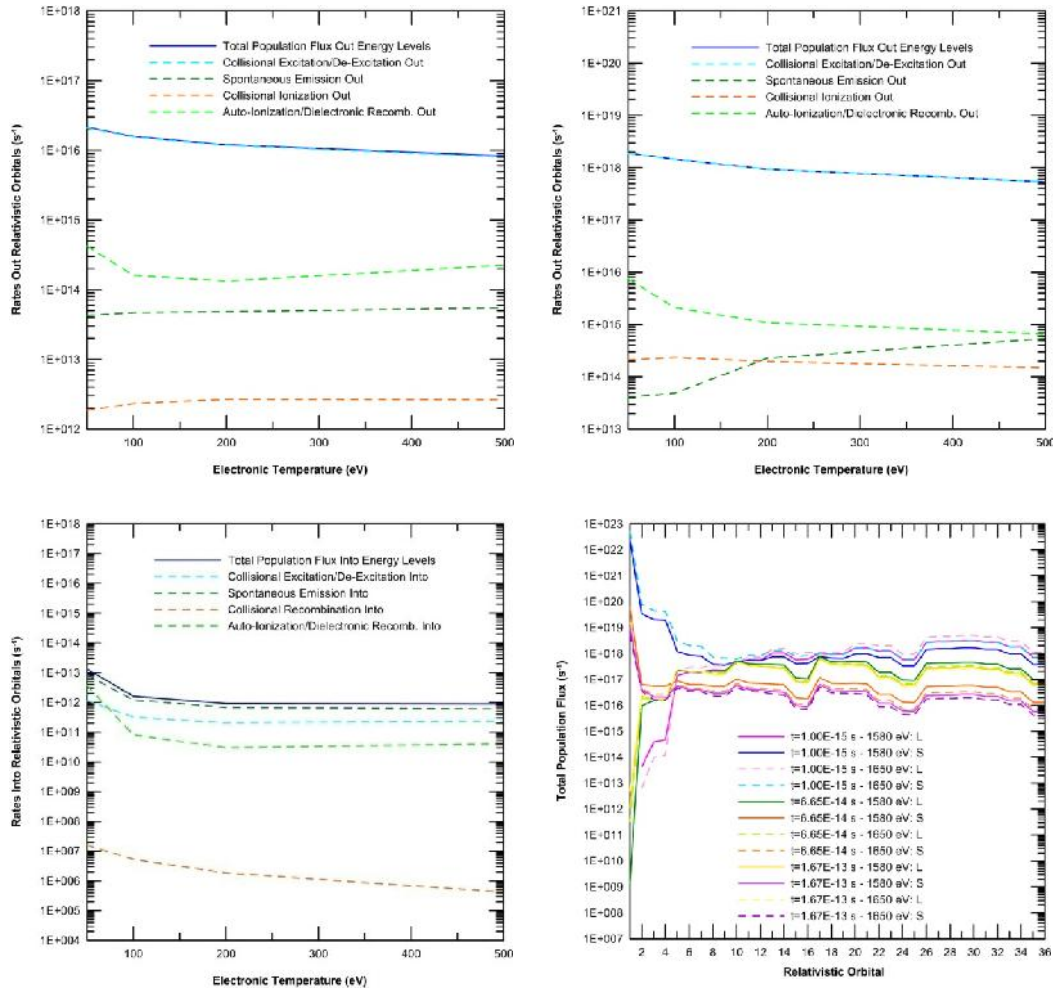 1E+018
1E+017
1E+016
1E+015
1E+014
1E+013
1E+012
Rates Out Relativistic Orbitals (s⁻¹)
Total Population Flux Out Energy Levels
Collisional Excitation/De-Excitation Out
Spontaneous Emission Out
Collisional Ionization Out
Auto-Ionization/Dielectronic Recomb. Out
100 200 300 400 500
Electronic Temperature (eV)
1E+021
1E+020
1E+019
1E+018
1E+017
1E+016
1E+015
1E+014
1E+013
Rates Out Relativistic Orbitals (s⁻¹)
Total Population Flux Out Energy Levels
Collisional Excitation/De-Excitation Out
Spontaneous Emission Out
Collisional Ionization Out
Auto-Ionization/Dielectronic Recomb. Out
100 200 300 400 500
Electronic Temperature (eV)
1E+018
1E+017
1E+016
1E+015
1E+014
1E+013
1E+012
1E+011
1E+010
1E+009
1E+008
1E+007
1E+006
1E+005
1E+004
Rates Into Relativistic Orbitals (s⁻¹)
Total Population Flux Into Energy Levels
Collisional Excitation/De-Excitation Into
Spontaneous Emission Into
Collisional Recombination Into
Auto-Ionization/Dielectronic Recomb. Into
100 200 300 400 500
Electronic Temperature (eV)
1E+023
1E+022
1E+021
1E+020
1E+019
1E+018
1E+017
1E+016
1E+015
1E+014
1E+013
1E+012
1E+011
1E+010
1E+009
1E+008
1E+007
Total Population Flux (s⁻¹)
t=1.00E-15 s - 1580 eV: L
t=1.00E-15 s - 1580 eV: S
t=1.00E-15 s - 1650 eV: L
t=1.00E-15 s - 1650 eV: S
t=6.65E-14 s - 1580 eV: L
t=6.65E-14 s - 1580 eV: S
t=6.65E-14 s - 1650 eV: L
t=6.65E-14 s - 1650 eV: S
t=1.67E-13 s - 1580 eV: L
t=1.67E-13 s - 1580 eV: S
t=1.67E-13 s - 1650 eV: L
t=1.67E-13 s - 1650 eV: S
2 4 6 8 10 12 14 16 18 20 22 24 26 28 30 32 34 36
Relativistic Orbital